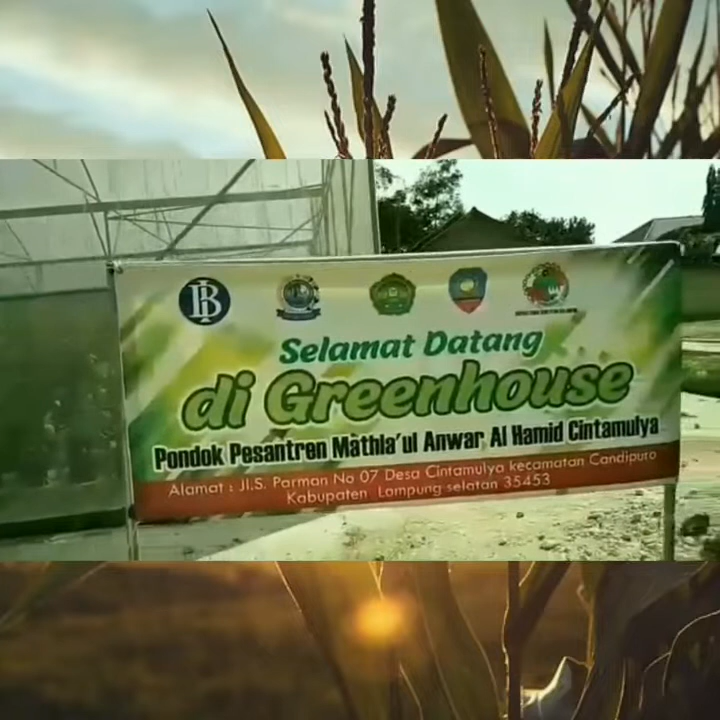 Selamat Datang
di Greenhouse
Pondok Pesantren Mathla'ul Anwar Al Hamid Cintamulya
Alamat : Jl.S. Parman No 07 Desa Cintamulya kecamatan Candipuro
Kabupaten Lampung selatan 35453